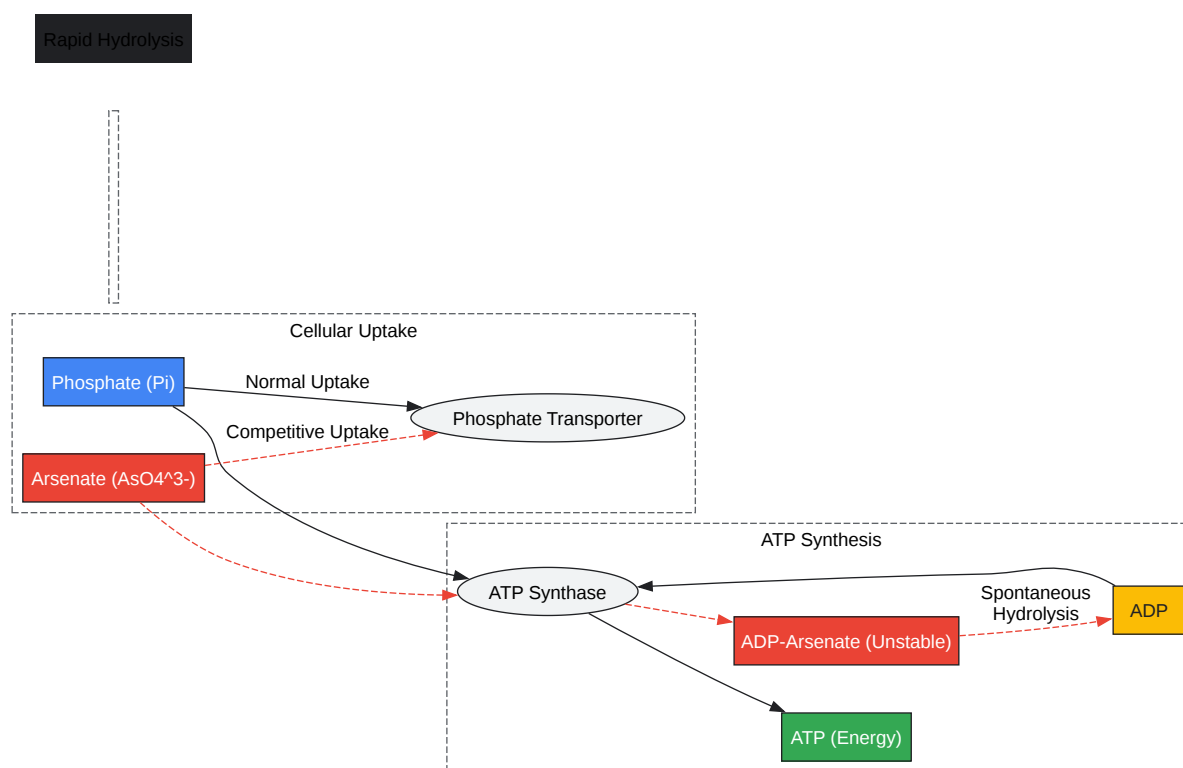 Rapid Hydrolysis
Cellular Uptake
Phosphate (Pi)
Normal Uptake
Phosphate Transporter
Competitive Uptake
Arsenate (AsO4^3-)
ATP Synthesis
ATP Synthase
Spontaneous
Hydrolysis
ADP
ADP-Arsenate (Unstable)
ATP (Energy)